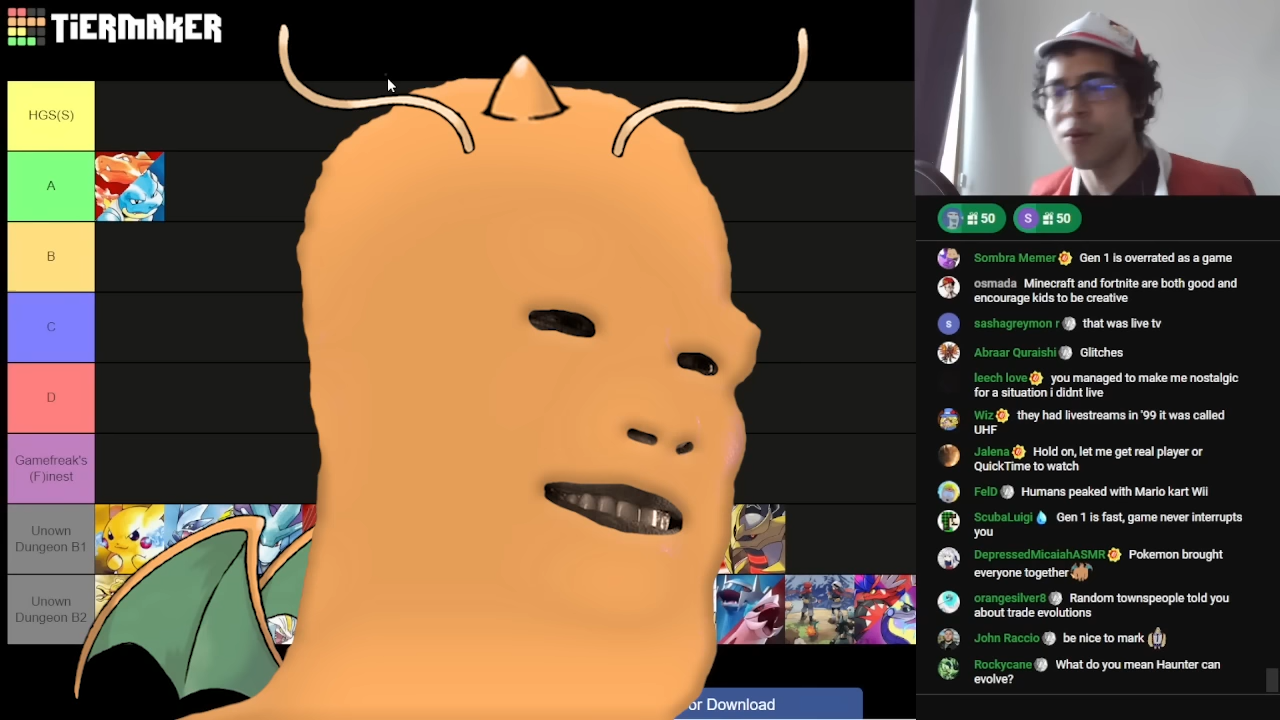 TIERMAKER
HGS(S)
A
B
C
D
Gamefreak's
(F)inest
Unown
Dungeon B1
Unown
Dungeon B2
or Download
50
S 50
Sombra Memer Gen 1 is overrated as a game
osmada Minecraft and fortnite are both good and
encourage kids to be creative
s sashagreymon r that was live tv
Abraar Quraishi Glitches
leech love you managed to make me nostalgic
for a situation i didnt live
Wiz they had livestreams in '99 it was called
UHF
Jalena Hold on, let me get real player or
QuickTime to watch
FelD Humans peaked with Mario kart Wii
ScubaLuigi Gen 1 is fast, game never interrupts
you
DepressedMicaiahASMR Pokemon brought
everyone together
orangesilver8 Random townspeople told you
about trade evolutions
John Raccio be nice to mark
Rockycane What do you mean Haunter can
evolve?